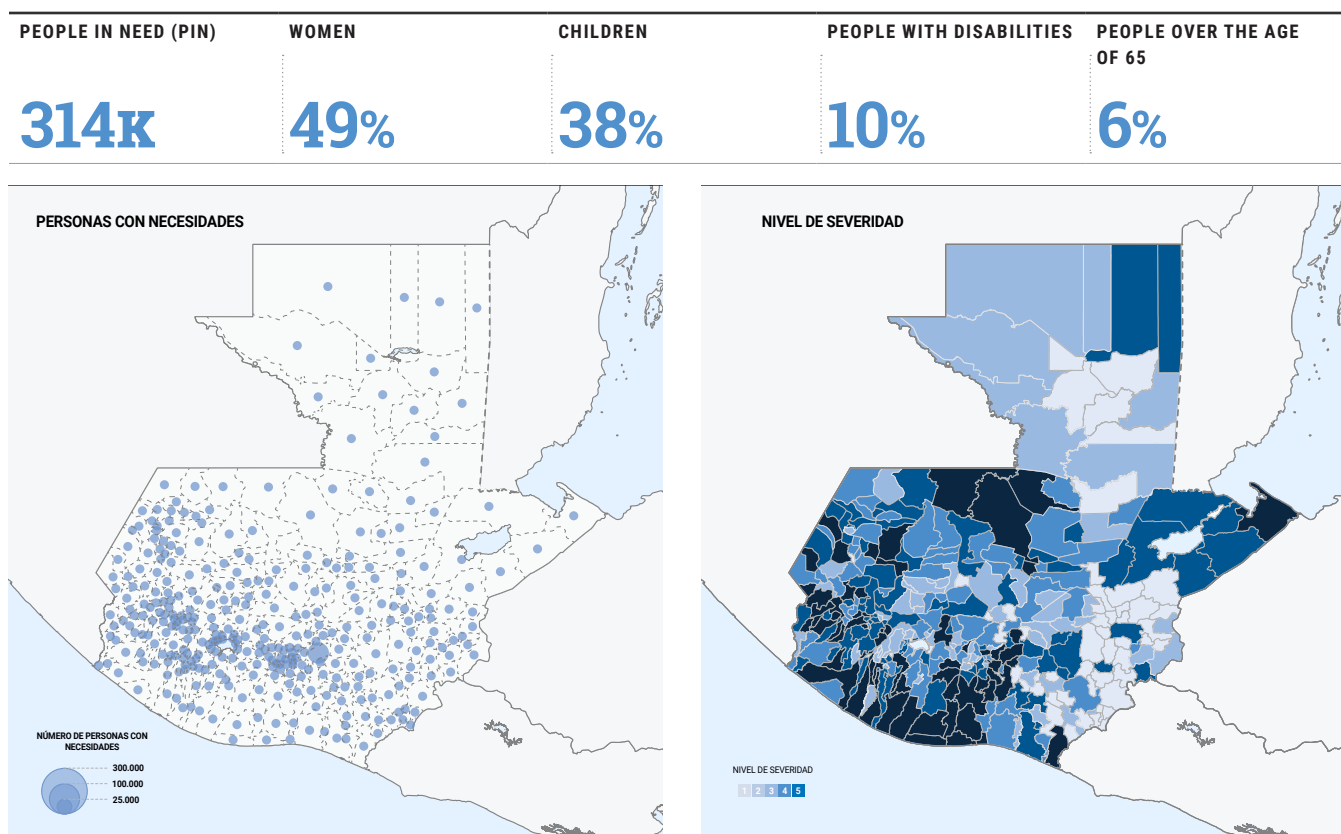 PEOPLE IN NEED (PIN)
WOMEN
CHILDREN
PEOPLE WITH DISABILITIES
PEOPLE OVER THE AGE
OF 65
314K
49%
38%
10%
6%
PERSONAS CON NECESIDADES
NÚMERO DE PERSONAS CON
NECESIDADES
300.000
100.000
25.000
NIVEL DE SEVERIDAD
NIVEL DE SEVERIDAD
1 2 3 4 5